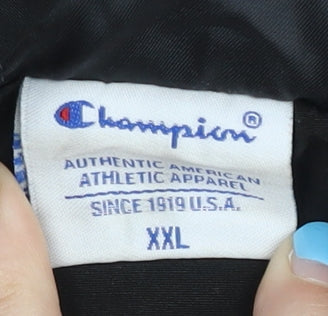 Champion®
AUTHENTIC AMERICAN
ATHLETIC APPAREL
SINCE 1919 U.S.A.
XXL